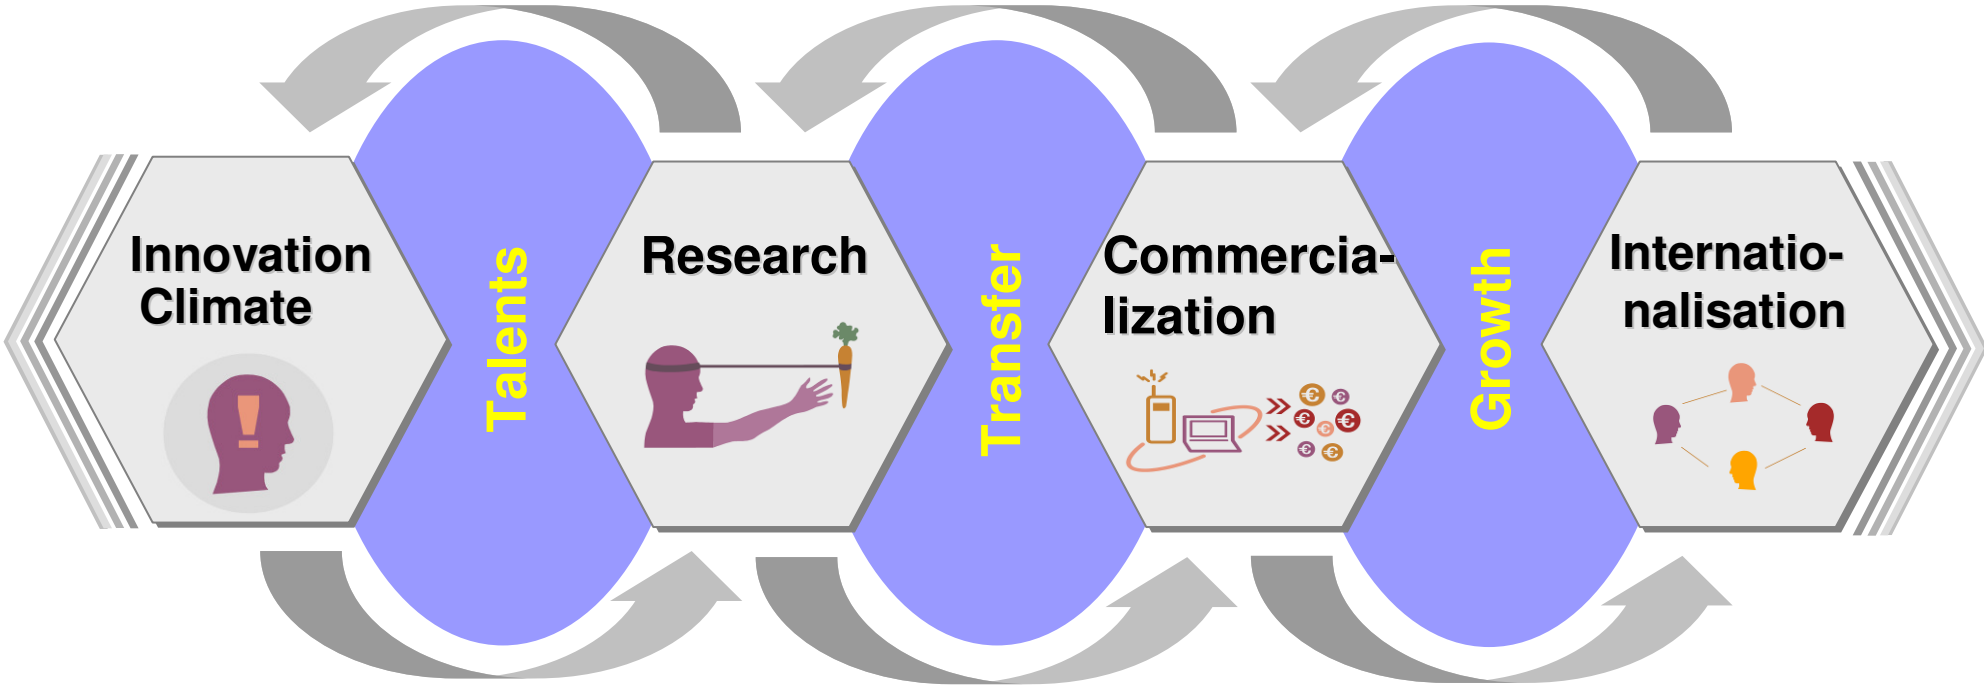 Innovation
Climate
Talents
Research
Transfer
Commercia-
lization
Growth
Internatio-
nalisation